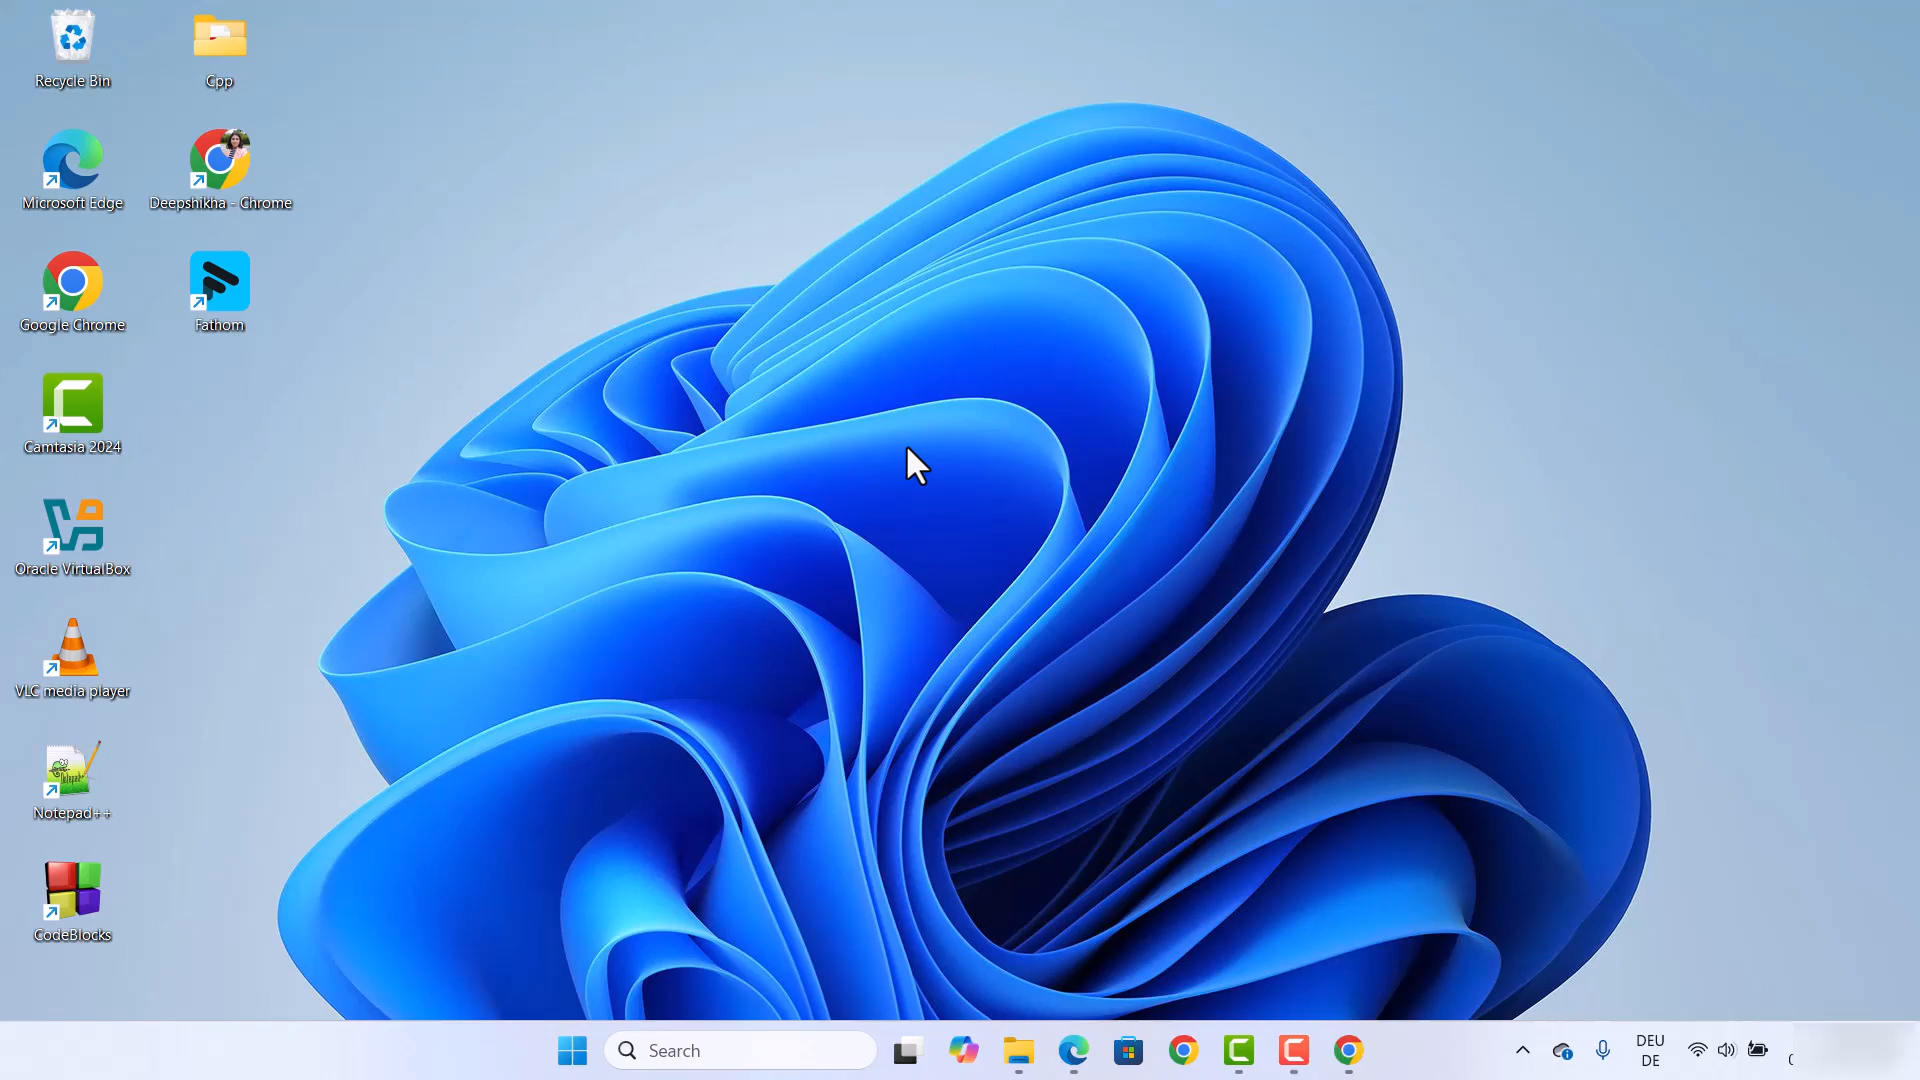 Recycle Bin
Cpp
Microsoft Edge
Deepshikha - Chrome
Google Chrome
Fathom
Camtasia 2024
Oracle VirtualBox
VLC media player
Notepad++
CodeBlocks
Search
DEU
DE